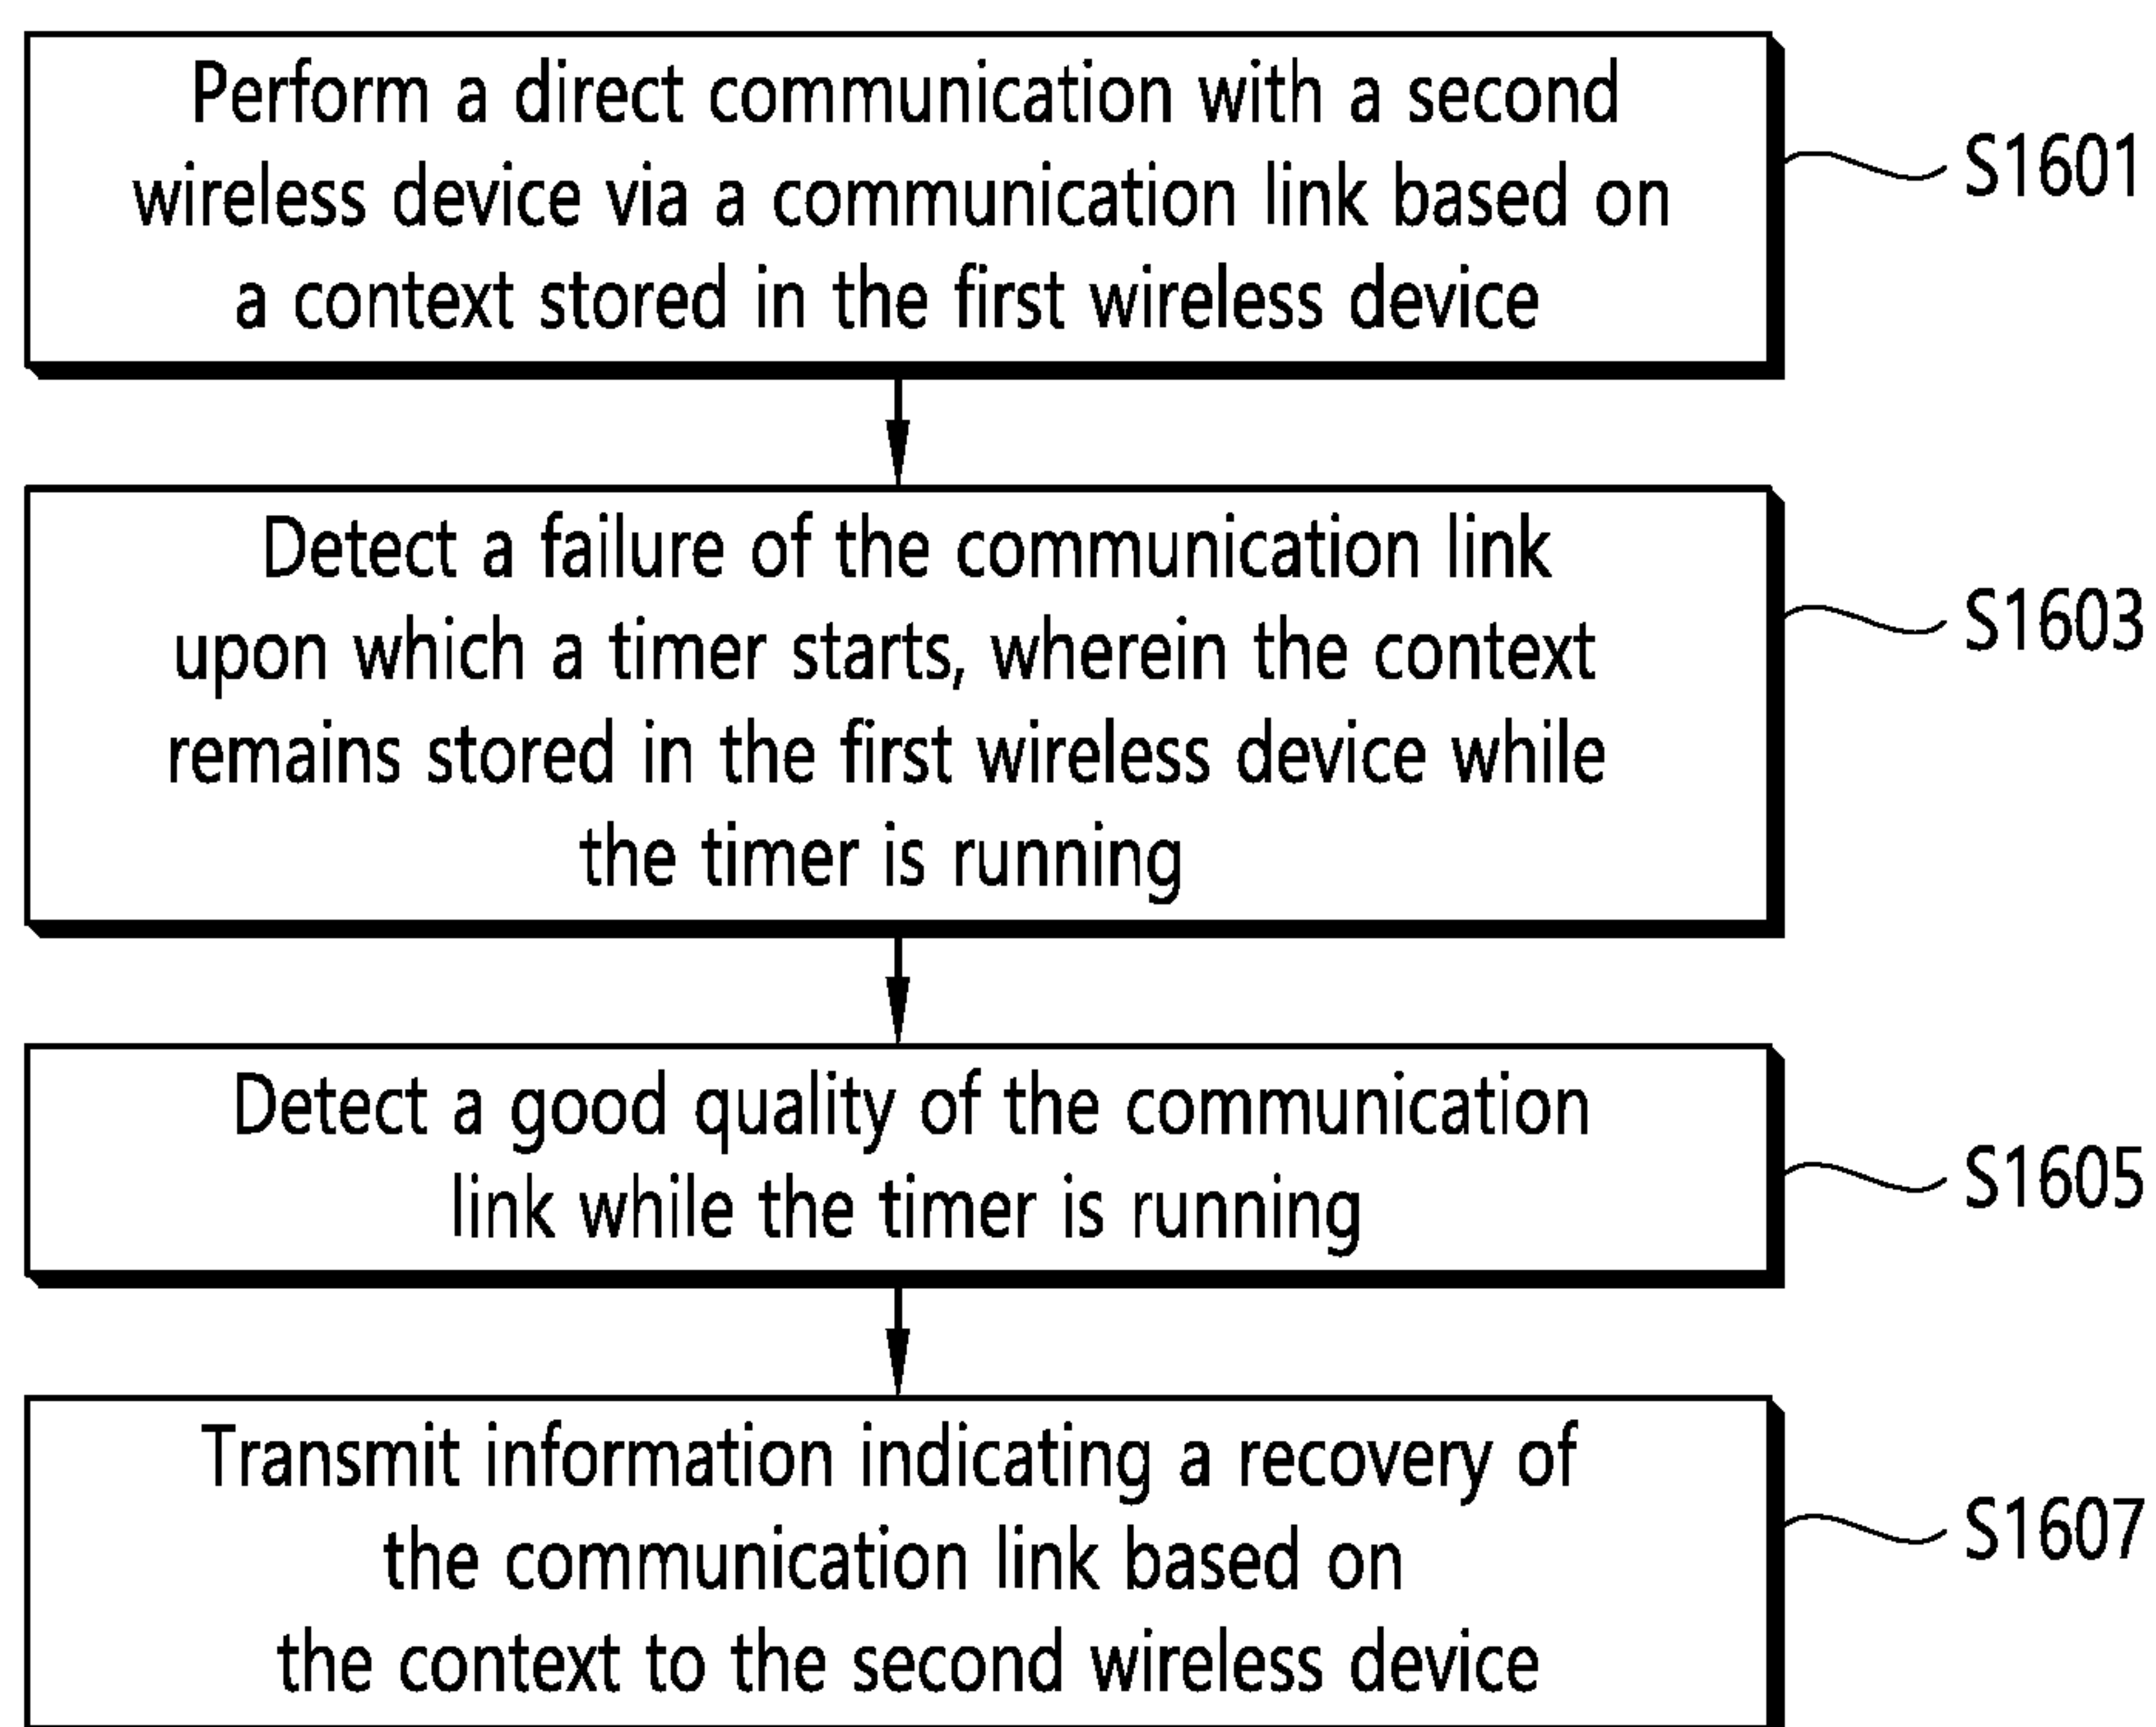 Perform a direct communication with a second
wireless device via a communication link based on
a context stored in the first wireless device
S1601
Detect a failure of the communication link
upon which a timer starts, wherein the context
remains stored in the first wireless device while
the timer is running
S1603
Detect a good quality of the communication
link while the timer is running
S1605
Transmit information indicating a recovery of
the communication link based on
the context to the second wireless device
S1607